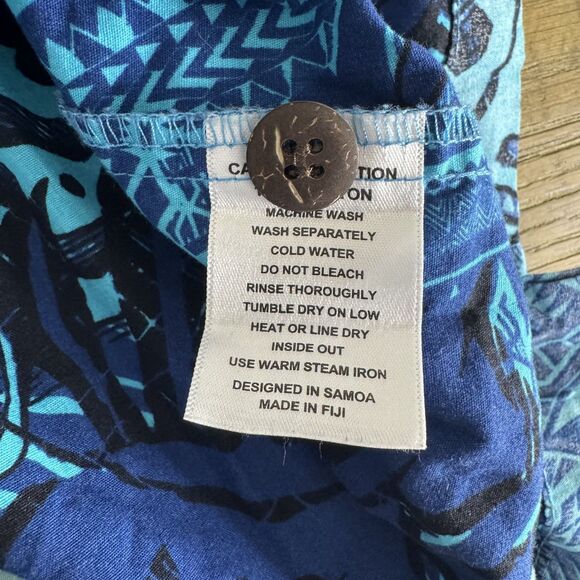 MACHINE WASH
WASH SEPARATELY
COLD WATER
DO NOT BLEACH
RINSE THOROUGHLY
TUMBLE DRY ON LOW
HEAT OR LINE DRY
INSIDE OUT
USE WARM STEAM IRON
DESIGNED IN SAMOA
MADE IN FIJI